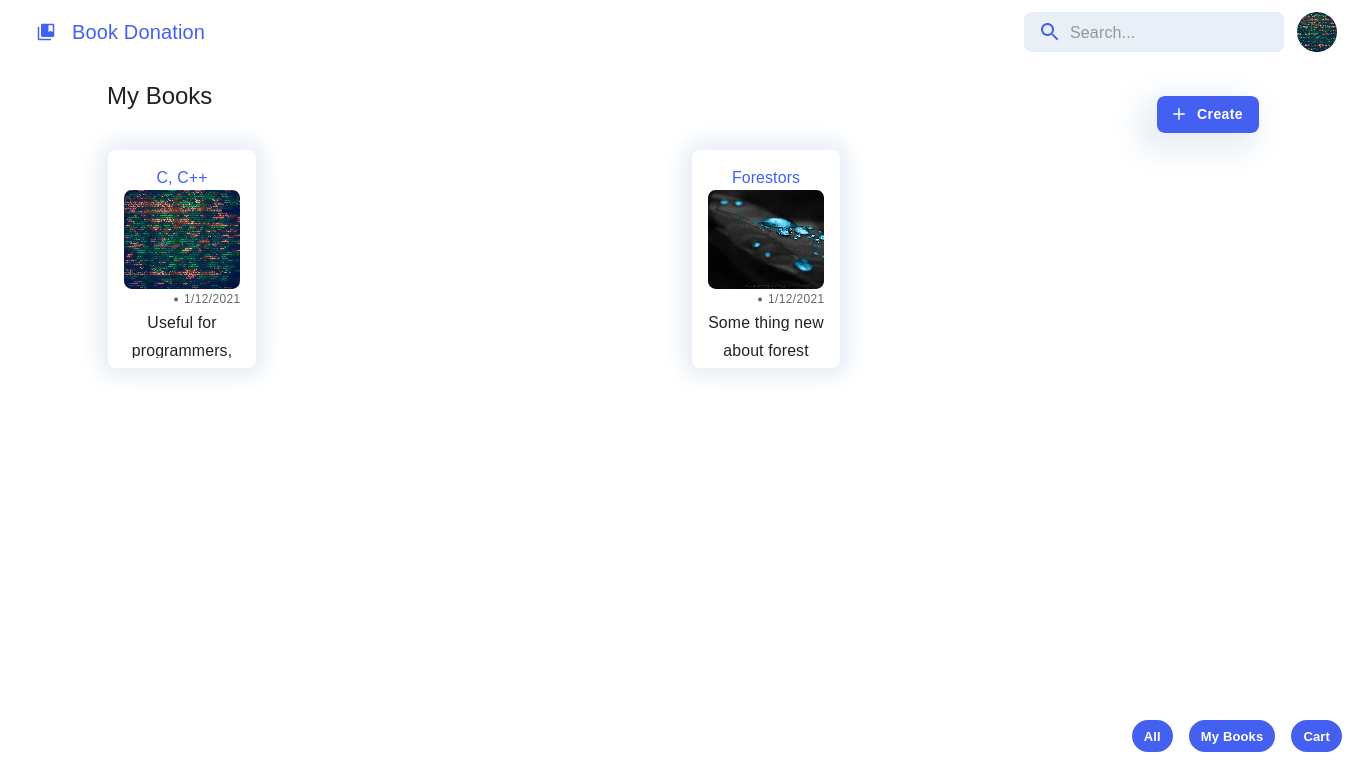 Book Donation
Search...
My Books
Create
C, C++
1/12/2021
Useful for
programmers,
Forestors
1/12/2021
Some thing new
about forest
All
My Books
Cart